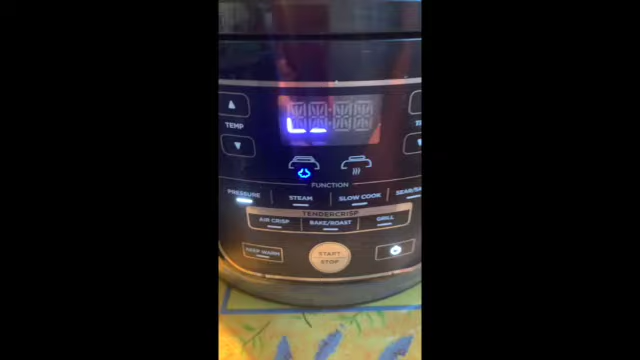 TEMP
FUNCTION
PRESSURE STEAM SLOW COOK
TENDERCRISP
AIR CRISP BAKE/ROAST GRILL
KEEP WARM
START
STOP